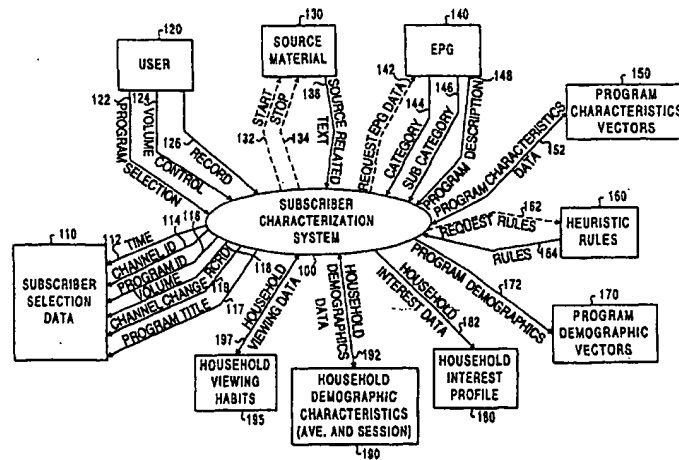 120
USER
130
SOURCE
MATERIAL
140
EPG
150
PROGRAM
CHARACTERISTICS
VECTORS
122
PROGRAM
SELECTION
124
VOLUME
CONTROL
126
RECORD
START
STOP
132
134
136
SOURCE RELATED
TEXT
142
REQUEST EPG DATA
144
CATEGORY
146
SUB CATEGORY
148
PROGRAM DESCRIPTION
PROGRAM CHARACTERISTICS
DATA
152
SUBSCRIBER
CHARACTERIZATION
SYSTEM
100
162
REQUEST RULES
160
HEURISTIC
RULES
RULES
164
110
SUBSCRIBER
SELECTION
DATA
112
TIME
114
CHANNEL ID
116
PROGRAM ID
VOLUME
118
CHANNEL CHANGE RCRD
119
PROGRAM TITLE
117
HOUSEHOLD
VIEWING DATA
197
HOUSEHOLD
VIEWING
HABITS
195
HOUSEHOLD
DEMOGRAPHICS
DATA
192
HOUSEHOLD
DEMOGRAPHIC
CHARACTERISTICS
(AVE. AND SESSION)
190
HOUSEHOLD
INTEREST DATA
182
HOUSEHOLD
INTEREST
PROFILE
180
PROGRAM DEMOGRAPHICS
172
170
PROGRAM
DEMOGRAPHIC
VECTORS